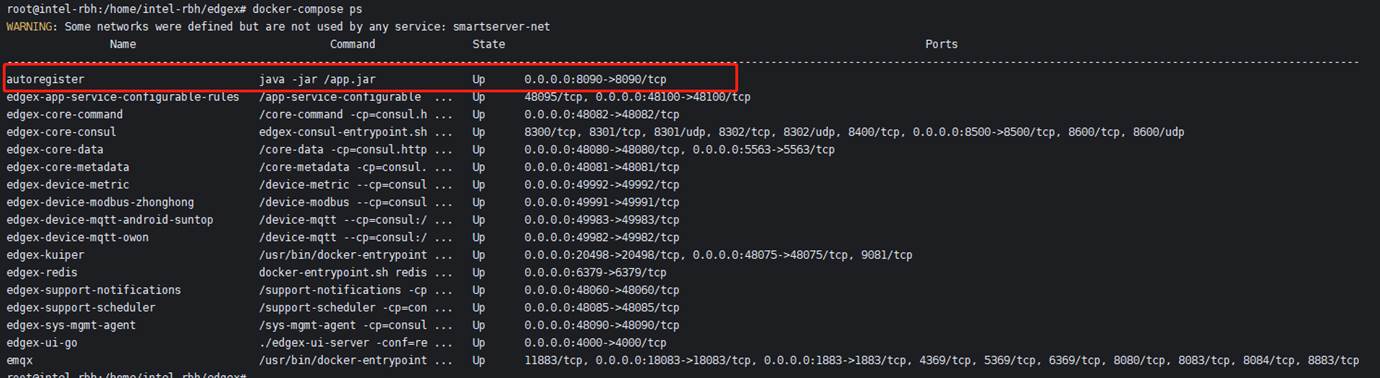 root@intel-rbh:/home/intel-rbh/edgex# docker-compose ps
WARNING: Some networks were defined but are not used by any service: smartserver-net
Name Command State Ports
--------------------------------------------------------------------------------
autoregister java -jar /app.jar Up 0.0.0.0:8090->8090/tcp
edgex-app-service-configurable-rules /app-service-configurable ... Up 48095/tcp, 0.0.0.0:48100->48100/tcp
edgex-core-command /core-command -cp=consul.h ... Up 0.0.0.0:48082->48082/tcp
edgex-core-consul edgex-consul-entrypoint.sh ... Up 8300/tcp, 8301/tcp, 8301/udp, 8302/tcp, 8302/udp, 8400/tcp, 0.0.0.0:8500->8500/tcp, 8600/tcp, 8600/udp
edgex-core-data /core-data -cp=consul.http ... Up 0.0.0.0:48080->48080/tcp, 0.0.0.0:5563->5563/tcp
edgex-core-metadata /core-metadata -cp=consul. ... Up 0.0.0.0:48081->48081/tcp
edgex-device-metric /device-metric --cp=consul ... Up 0.0.0.0:49992->49992/tcp
edgex-device-modbus-zhonghong /device-modbus --cp=consul ... Up 0.0.0.0:49991->49991/tcp
edgex-device-mqtt-android-suntop /device-mqtt --cp=consul:/ ... Up 0.0.0.0:49983->49983/tcp
edgex-device-mqtt-owon /device-mqtt --cp=consul:/ ... Up 0.0.0.0:49982->49982/tcp
edgex-kuiper /usr/bin/docker-entrypoint ... Up 0.0.0.0:20498->20498/tcp, 0.0.0.0:48075->48075/tcp, 9081/tcp
edgex-redis docker-entrypoint.sh redis ... Up 0.0.0.0:6379->6379/tcp
edgex-support-notifications /support-notifications -cp ... Up 0.0.0.0:48060->48060/tcp
edgex-support-scheduler /support-scheduler -cp=con ... Up 0.0.0.0:48085->48085/tcp
edgex-sys-mgmt-agent /sys-mgmt-agent -cp=consul ... Up 0.0.0.0:48090->48090/tcp
edgex-ui-go ./edgex-ui-server -conf=re ... Up 0.0.0.0:4000->4000/tcp
emqx /usr/bin/docker-entrypoint ... Up 11883/tcp, 0.0.0.0:18083->18083/tcp, 0.0.0.0:1883->1883/tcp, 4369/tcp, 5369/tcp, 6369/tcp, 8080/tcp, 8083/tcp, 8084/tcp, 8883/tcp
root@intel-rbh:/home/intel-rbh/edgex#